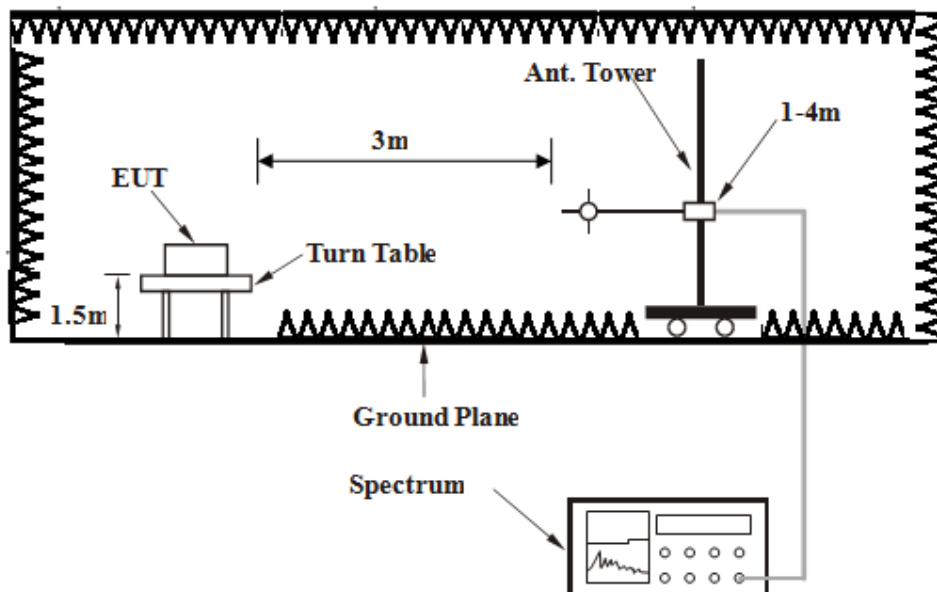 Ant. Tower
1-4m
3m
EUT
Turn Table
1.5m
Ground Plane
Spectrum